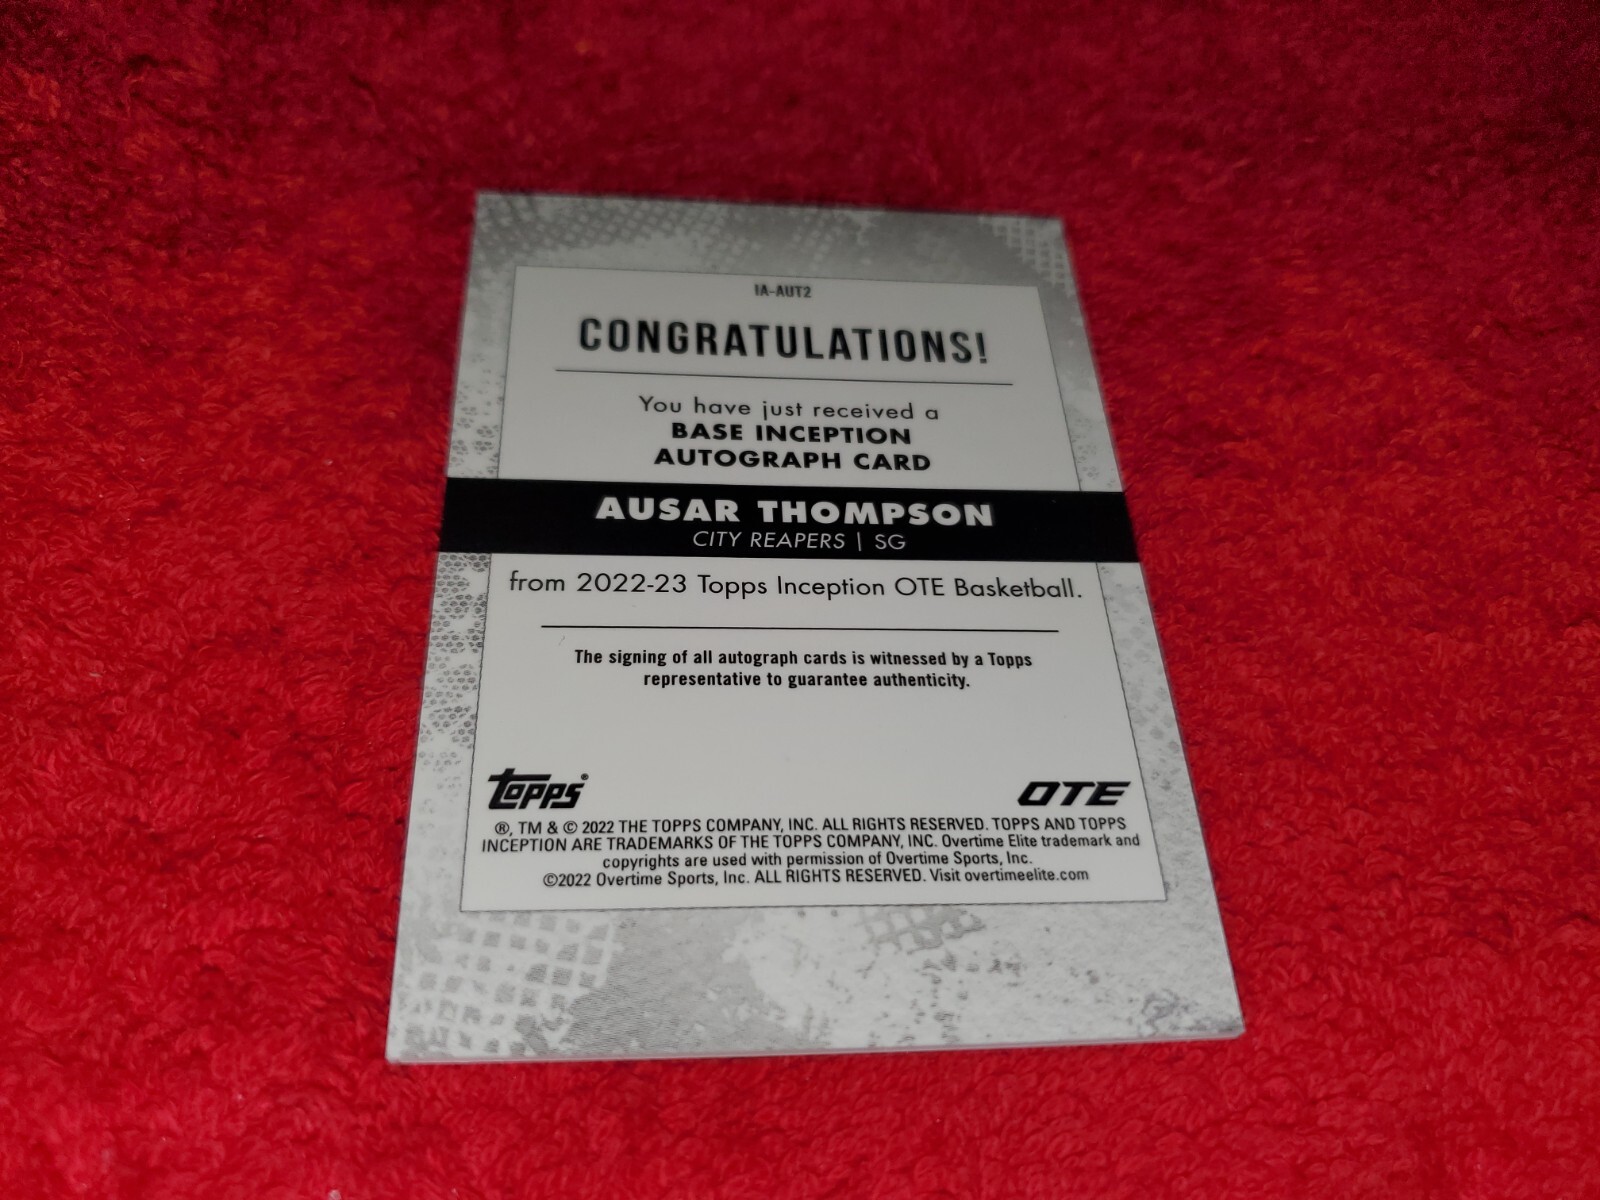 IA-AUT2
CONGRATULATIONS!
You have just received a
BASE INCEPTION
AUTOGRAPH CARD
AUSAR THOMPSON
CITY REAPERS | SG
from 2022-23 Topps Inception OTE Basketball.
The signing of all autograph cards is witnessed by a Topps
representative to guarantee authenticity.
Topps® OTE
®, TM & © 2022 THE TOPPS COMPANY, INC. ALL RIGHTS RESERVED. TOPPS AND TOPPS
INCEPTION ARE TRADEMARKS OF THE TOPPS COMPANY, INC. Overtime Elite trademark and
copyrights are used with permission of Overtime Sports, Inc.
©2022 Overtime Sports, Inc. ALL RIGHTS RESERVED. Visit overtimeelite.com